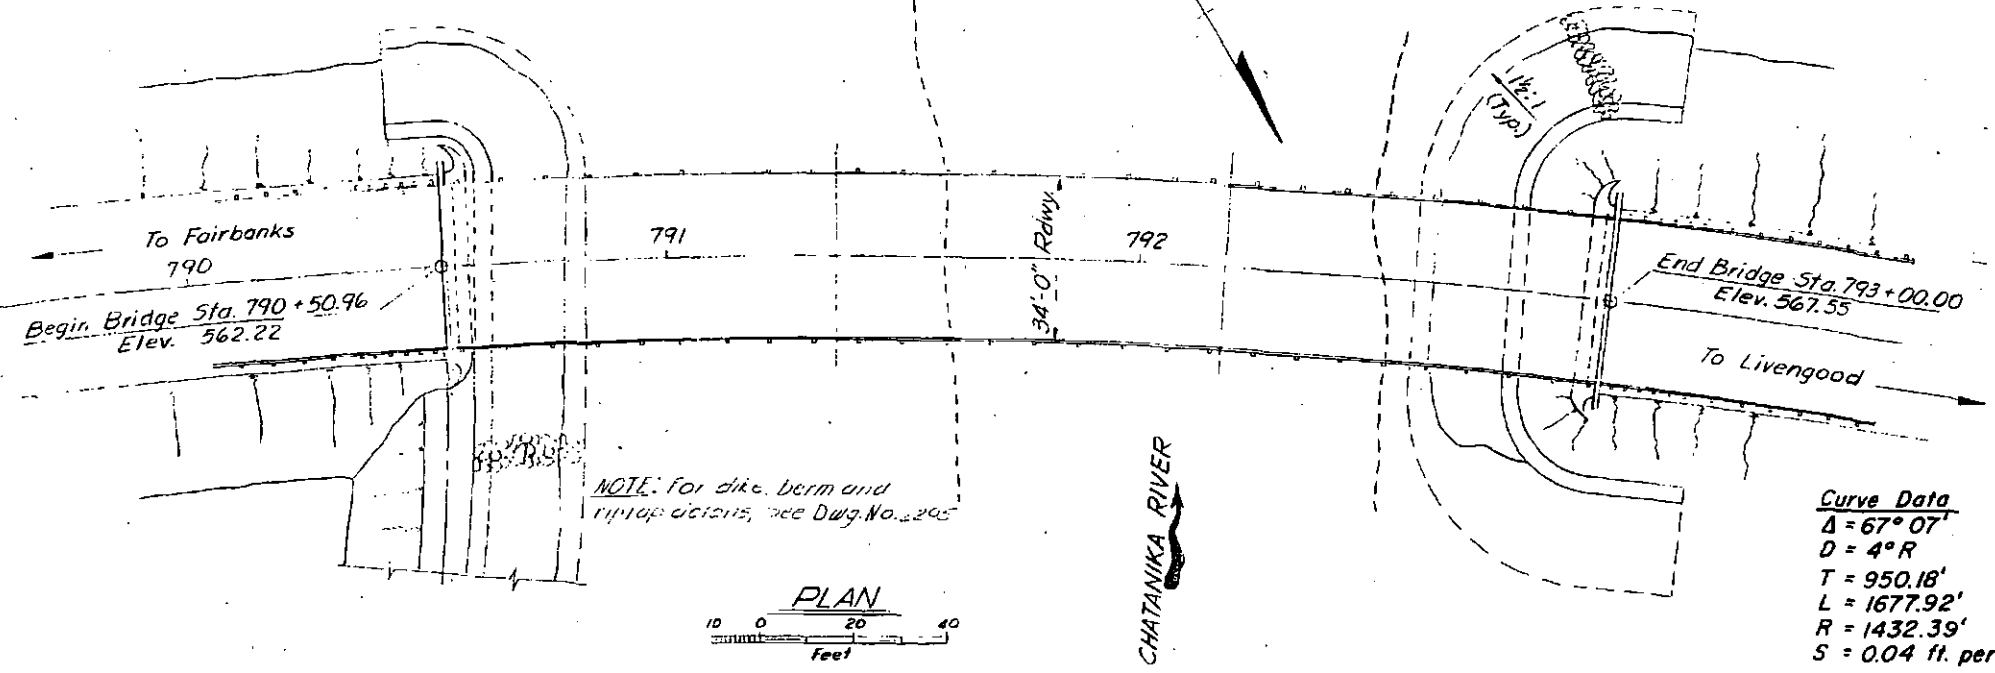 1½:1
(Typ.)
To Fairbanks
790
791
792
34'-0" Rdwy.
Begin Bridge Sta. 790+50.96
Elev. 562.22
End Bridge Sta. 793+00.00
Elev. 567.55
To Livengood
NOTE: For dike, berm and
riprap details, see Dwg. No.
CHATANIKA RIVER
PLAN
10 0 20 40
Feet
Curve Data
Δ = 67° 07'
D = 4° R
T = 950.18'
L = 1677.92'
R = 1432.39'
S = 0.04 ft. per